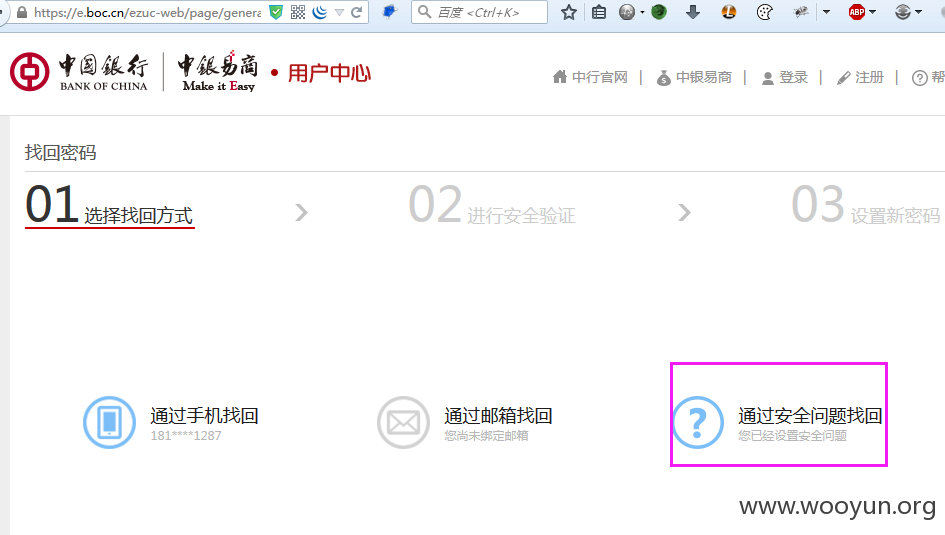 https://e.boc.cn/ezuc-web/page/genera
百度 <Ctrl+K>
ABP
中国银行
BANK OF CHINA
中银易商
Make it Easy
用户中心
中行官网 | 中银易商 | 登录 | 注册 | 帮
找回密码
01 选择找回方式
02 进行安全验证
03 设置新密码
通过手机找回
181****1287
通过邮箱找回
您尚未绑定邮箱
通过安全问题找回
您已经设置安全问题
www.wooyun.org